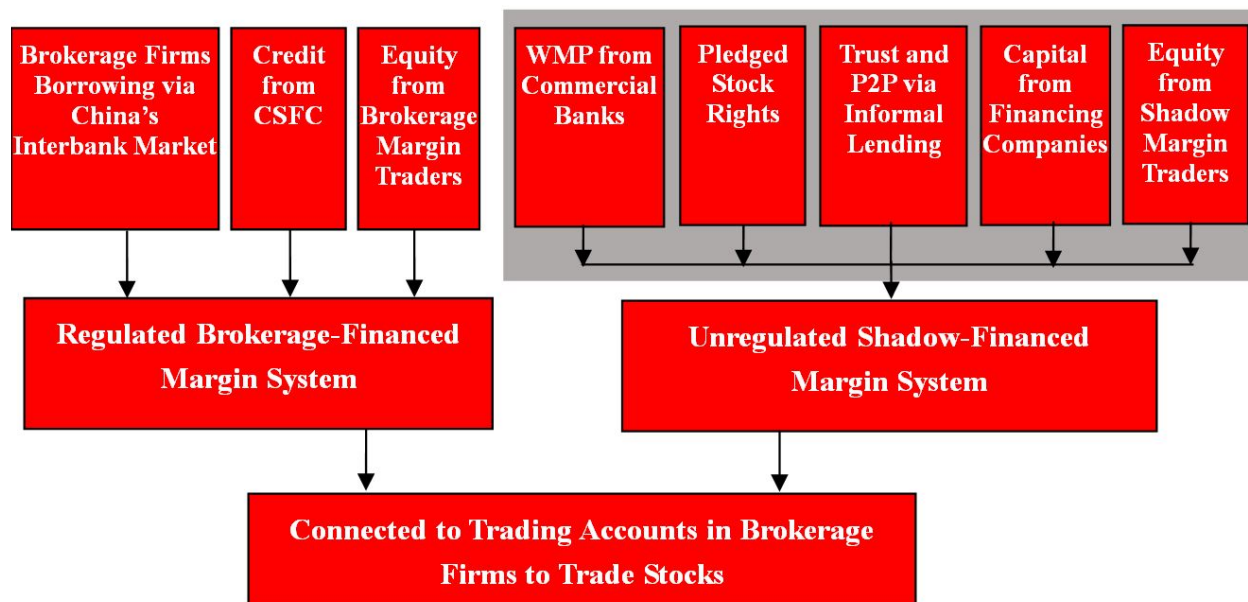 Brokerage Firms
Borrowing via
China's
Interbank Market
Credit
from
CSFC
Equity
from
Brokerage
Margin
Traders
WMP from
Commercial
Banks
Pledged
Stock
Rights
Trust and
P2P via
Informal
Lending
Capital
from
Financing
Companies
Equity
from
Shadow
Margin
Traders
Regulated Brokerage-Financed
Margin System
Unregulated Shadow-Financed
Margin System
Connected to Trading Accounts in Brokerage
Firms to Trade Stocks